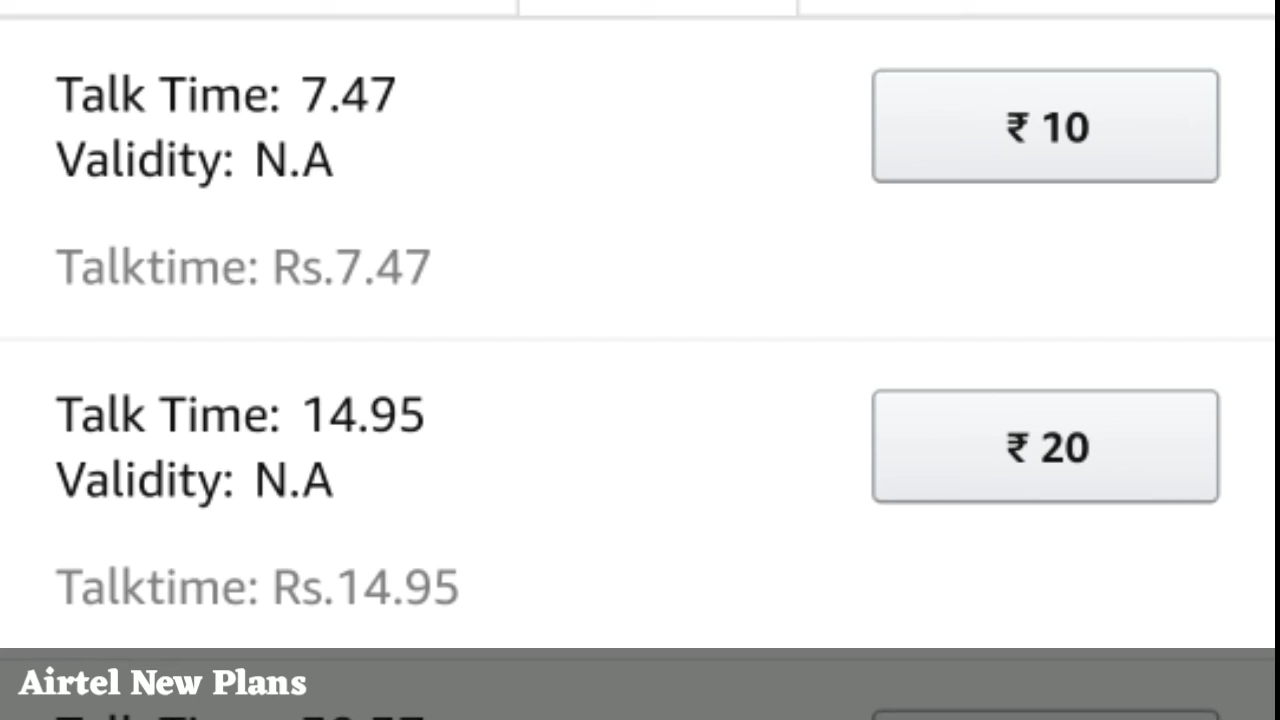 Talk Time: 7.47
₹ 10
Validity: N.A
Talktime: Rs.7.47
Talk Time: 14.95
₹ 20
Validity: N.A
Talktime: Rs.14.95
Airtel New Plans